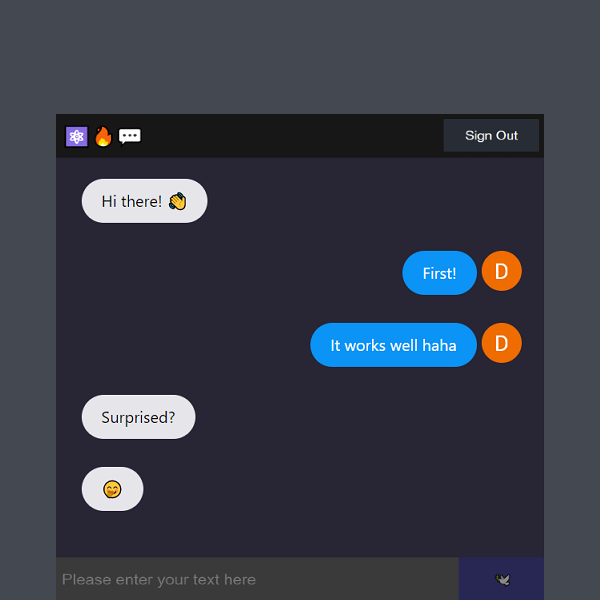 Sign Out
Hi there! 👋
First!
D
It works well haha
D
Surprised?
🤭
Please enter your text here